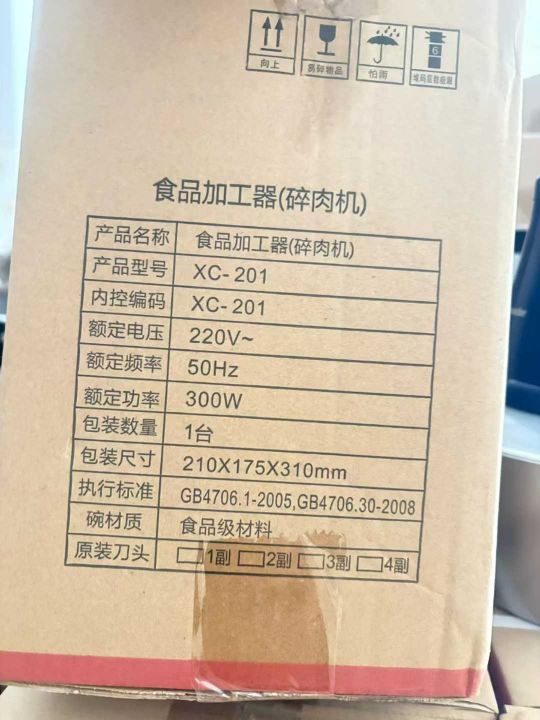 向上 易碎物品 怕雨 6 堆码层数极限
食品加工器(碎肉机)
产品名称 食品加工器(碎肉机)
产品型号 XC-201
内控编码 XC-201
额定电压 220V~
额定频率 50Hz
额定功率 300W
包装数量 1台
包装尺寸 210X175X310mm
执行标准 GB4706.1-2005,GB4706.30-2008
碗材质 食品级材料
原装刀头 □1副 □2副 □3副 □4副